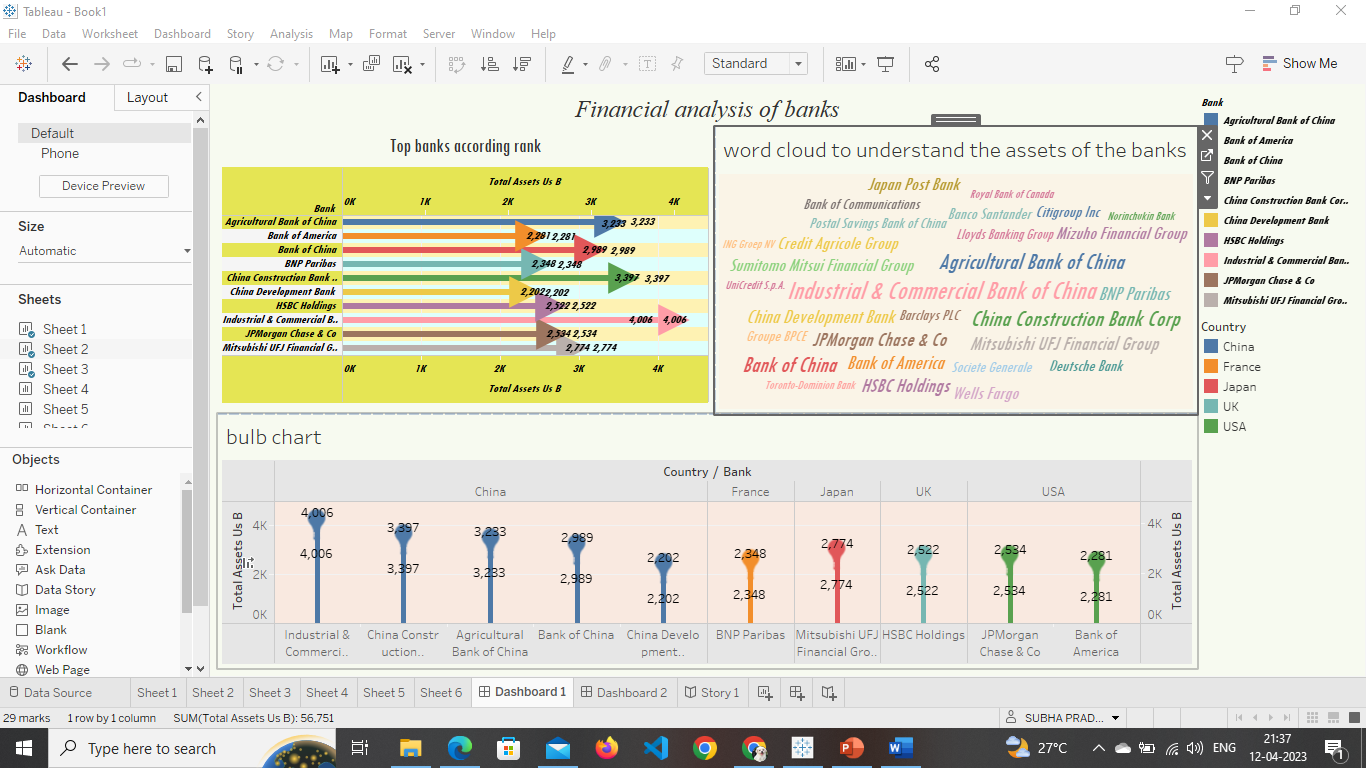 Tableau - Book1
File Data Worksheet Dashboard Story Analysis Map Format Server Window Help
Standard
Show Me
Dashboard Layout
Default
Phone
Device Preview
Size
Automatic
Sheets
Sheet 1
Sheet 2
Sheet 3
Sheet 4
Sheet 5
Objects
Horizontal Container
Vertical Container
Text
Extension
Ask Data
Data Story
Image
Blank
Workflow
Web Page
Financial analysis of banks
Top banks according rank
Total Assets Us B
Bank 0K 1K 2K 3K 4K
Agricultural Bank of China 3,233 3,233
Bank of America 2,281 2,281
Bank of China 2,989 2,989
BNP Paribas 2,348 2,348
China Construction Bank .. 3,397 3,397
China Development Bank 2,202 2,202
HSBC Holdings 2,522 2,522
Industrial & Commercial B.. 4,006 4,006
JPMorgan Chase & Co 2,534 2,534
Mitsubishi UFJ Financial G.. 2,774 2,774
0K 1K 2K 3K 4K
Total Assets Us B
word cloud to understand the assets of the banks
Japan Post Bank
Royal Bank of Canada
Bank of Communications
Banco Santander Citigroup Inc Norinchukin Bank
Postal Savings Bank of China
Lloyds Banking Group Mizuho Financial Group
ING Groep NV Credit Agricole Group
Sumitomo Mitsui Financial Group Agricultural Bank of China
UniCredit S.p.A. Industrial & Commercial Bank of China BNP Paribas
China Development Bank Barclays PLC China Construction Bank Corp
Groupe BPCE JPMorgan Chase & Co Mitsubishi UFJ Financial Group
Bank of China Bank of America Societe Generale Deutsche Bank
Toronto-Dominion Bank HSBC Holdings Wells Fargo
Bank
Agricultural Bank of China
Bank of America
Bank of China
BNP Paribas
China Construction Bank Cor..
China Development Bank
HSBC Holdings
Industrial & Commercial Ban..
JPMorgan Chase & Co
Mitsubishi UFJ Financial Gro..
Country
China
France
Japan
UK
USA
bulb chart
Country / Bank
China France Japan UK USA
Total Assets Us B
4K
2K
0K
4,006 3,397 3,233 2,989 2,202 2,348 2,774 2,522 2,534 2,281
4,006 3,397 3,233 2,989 2,202 2,348 2,774 2,522 2,534 2,281
4K
2K
0K
Total Assets Us B
Industrial & China Constr Agricultural Bank of China China Develo BNP Paribas Mitsubishi UFJ HSBC Holdings JPMorgan Bank of
Commerci.. uction.. Bank of China pment.. Financial Gro.. Chase & Co America
Data Source Sheet 1 Sheet 2 Sheet 3 Sheet 4 Sheet 5 Sheet 6 Dashboard 1 Dashboard 2 Story 1
29 marks 1 row by 1 column SUM(Total Assets Us B): 56.751 SUBHA PRAD...
Type here to search
27°C ENG 21:37
12-04-2023
1